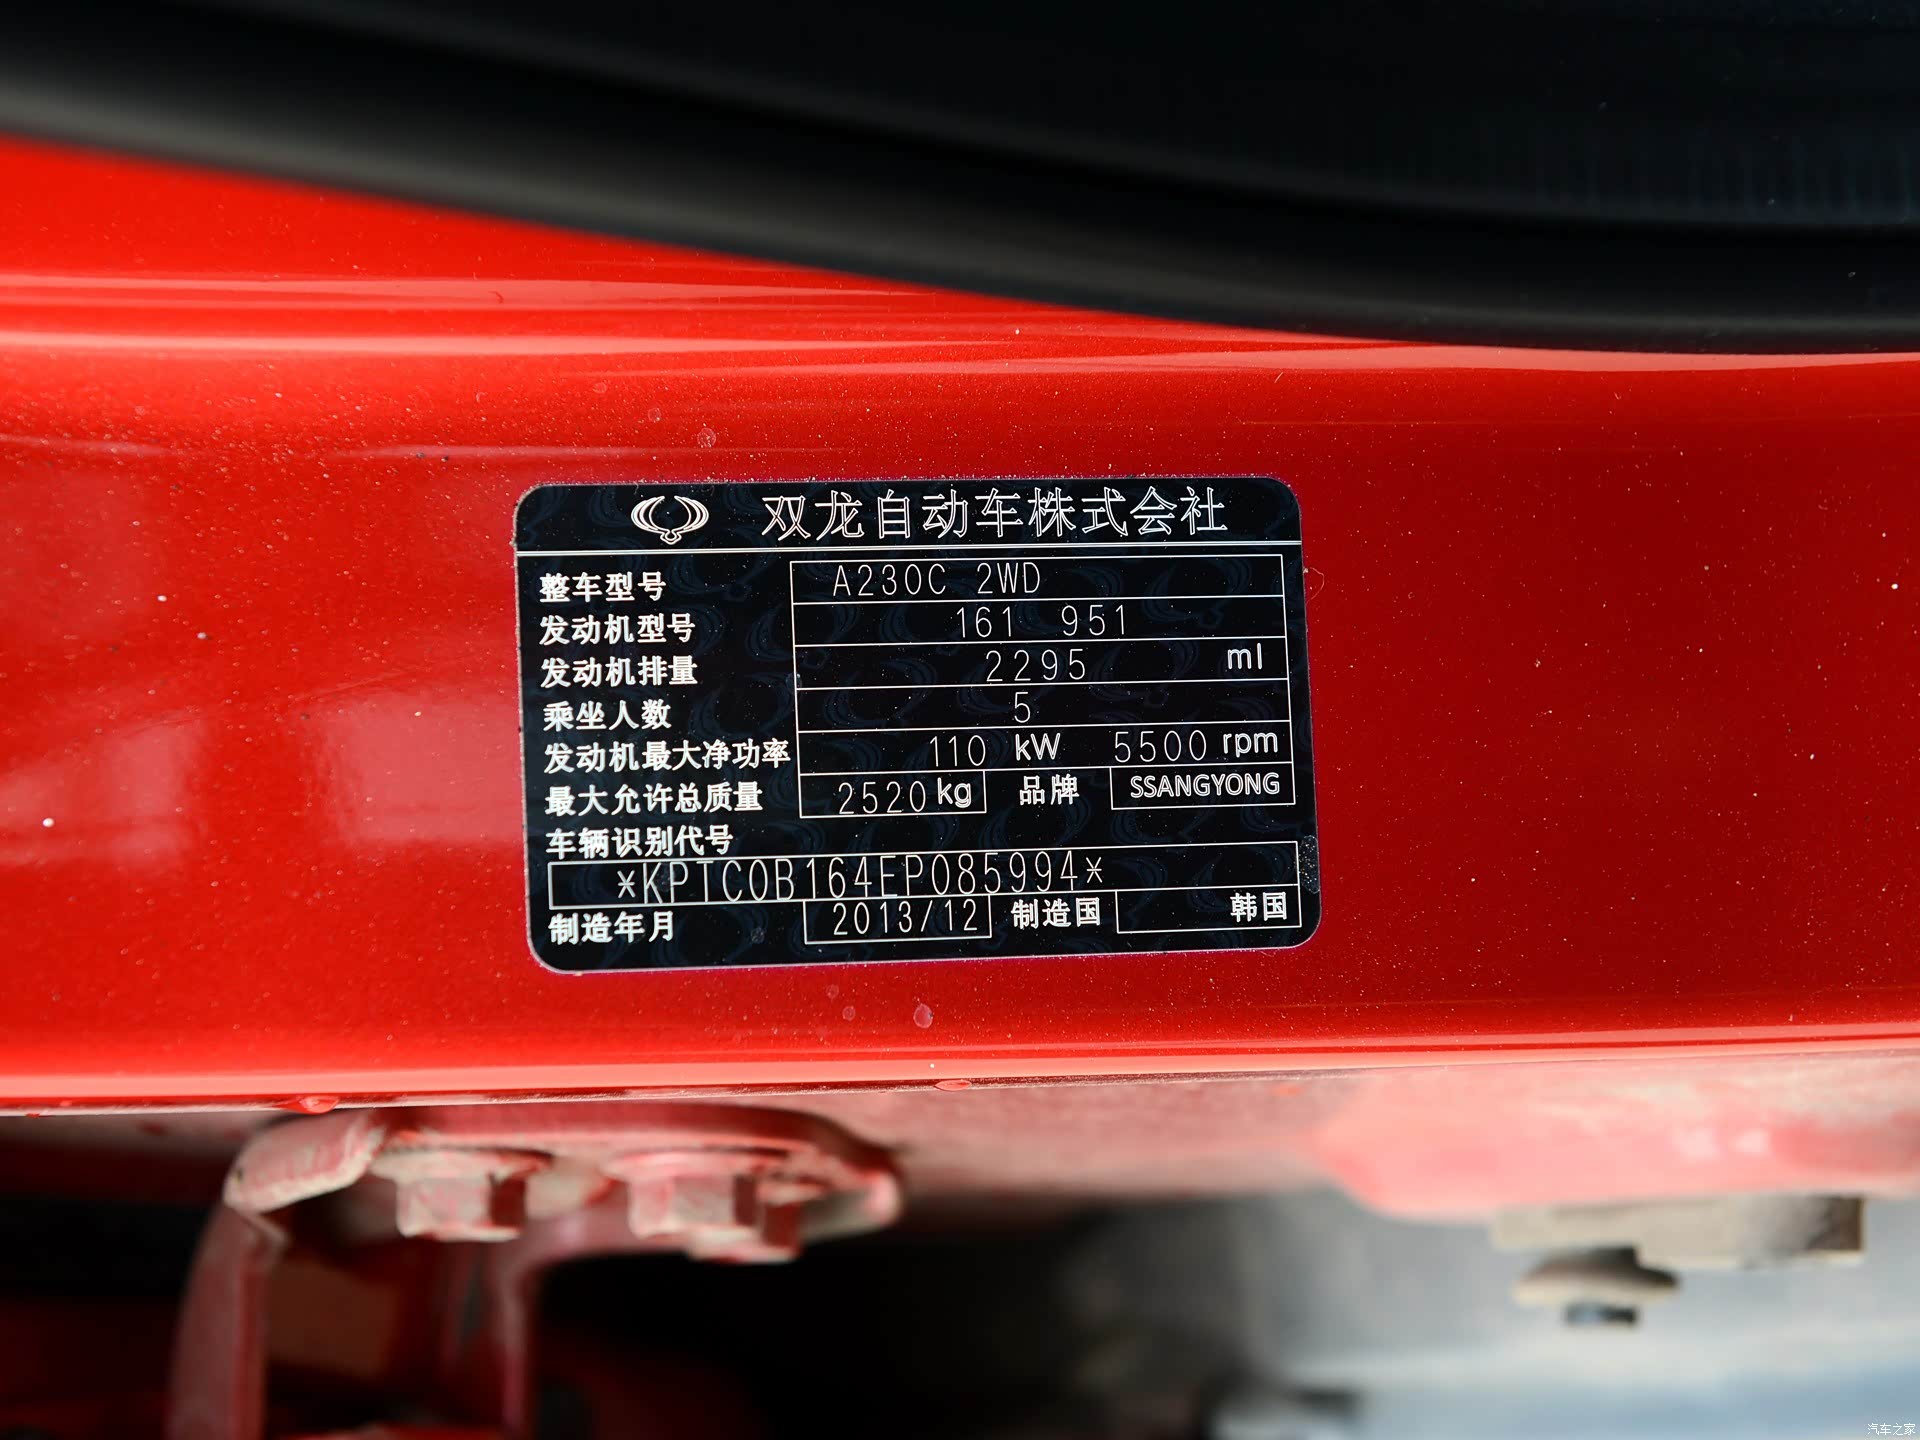 双龙自动车株式会社
整车型号 A230C 2WD
发动机型号 161 951
发动机排量 2295 ml
乘坐人数 5
发动机最大净功率 110 kW 5500 rpm
最大允许总质量 2520 kg 品牌 SSANGYONG
车辆识别代号
*KPTC0B164EP085994*
制造年月 2013/12 制造国 韩国
汽车之家